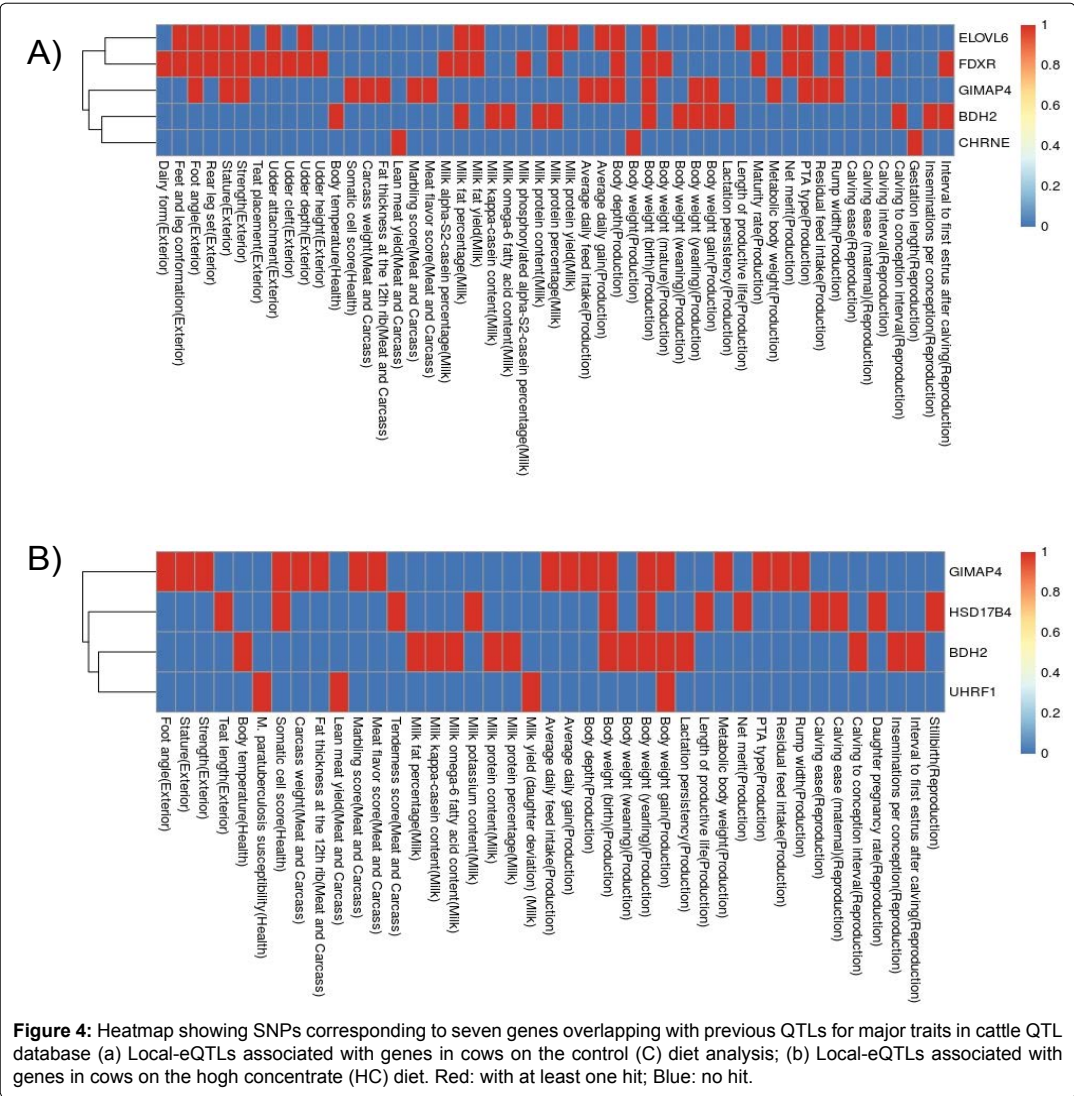 A)
1
0.8
0.6
0.4
0.2
0
ELOVL6
FDXR
GIMAP4
BDH2
CHRNE
Dairy form(Exterior)
Feet and leg conformation(Exterior)
Foot angle(Exterior)
Rear leg set(Exterior)
Stature(Exterior)
Strength(Exterior)
Teat placement(Exterior)
Udder attachment(Exterior)
Udder cleft(Exterior)
Udder depth(Exterior)
Udder height(Exterior)
Body temperature(Health)
Somatic cell score(Health)
Carcass weight(Meat and Carcass)
Fat thickness at the 12th rib(Meat and Carcass)
Lean meat yield(Meat and Carcass)
Marbling score(Meat and Carcass)
Meat flavor score(Meat and Carcass)
Milk alpha-S2-casein percentage(Milk)
Milk fat percentage(Milk)
Milk fat yield(Milk)
Milk kappa-casein content(Milk)
Milk omega-6 fatty acid content(Milk)
Milk phosphorylated alpha-S2-casein percentage(Milk)
Milk protein content(Milk)
Milk protein percentage(Milk)
Milk protein yield(Milk)
Average daily feed intake(Production)
Average daily gain(Production)
Body depth(Production)
Body weight(Production)
Body weight (birth)(Production)
Body weight (mature)(Production)
Body weight (weaning)(Production)
Body weight (yearling)(Production)
Body weight gain(Production)
Lactation persistency(Production)
Length of productive life(Production)
Maturity rate(Production)
Metabolic body weight(Production)
Net merit(Production)
PTA type(Production)
Residual feed intake(Production)
Rump width(Production)
Calving ease(Reproduction)
Calving ease (maternal)(Reproduction)
Calving interval(Reproduction)
Calving to conception interval(Reproduction)
Gestation length(Reproduction)
Inseminations per conception(Reproduction)
Interval to first estrus after calving(Reproduction)
B)
1
0.8
0.6
0.4
0.2
0
GIMAP4
HSD17B4
BDH2
UHRF1
Foot angle(Exterior)
Stature(Exterior)
Strength(Exterior)
Teat length(Exterior)
Body temperature(Health)
M. paratuberculosis susceptibility(Health)
Somatic cell score(Health)
Carcass weight(Meat and Carcass)
Fat thickness at the 12th rib(Meat and Carcass)
Lean meat yield(Meat and Carcass)
Marbling score(Meat and Carcass)
Meat flavor score(Meat and Carcass)
Tenderness score(Meat and Carcass)
Milk fat percentage(Milk)
Milk kappa-casein content(Milk)
Milk omega-6 fatty acid content(Milk)
Milk potassium content(Milk)
Milk protein content(Milk)
Milk protein percentage(Milk)
Milk yield (daughter deviation) (Milk)
Average daily feed intake(Production)
Average daily gain(Production)
Body depth(Production)
Body weight (birth)(Production)
Body weight (weaning)(Production)
Body weight (yearling)(Production)
Body weight gain(Production)
Lactation persistency(Production)
Length of productive life(Production)
Metabolic body weight(Production)
Net merit(Production)
PTA type(Production)
Residual feed intake(Production)
Rump width(Production)
Calving ease(Reproduction)
Calving ease (maternal)(Reproduction)
Calving to conception interval(Reproduction)
Daughter pregnancy rate(Reproduction)
Inseminations per conception(Reproduction)
Interval to first estrus after calving(Reproduction)
Stillbirth(Reproduction)
Figure 4: Heatmap showing SNPs corresponding to seven genes overlapping with previous QTLs for major traits in cattle QTL
database (a) Local-eQTLs associated with genes in cows on the control (C) diet analysis; (b) Local-eQTLs associated with
genes in cows on the hogh concentrate (HC) diet. Red: with at least one hit; Blue: no hit.